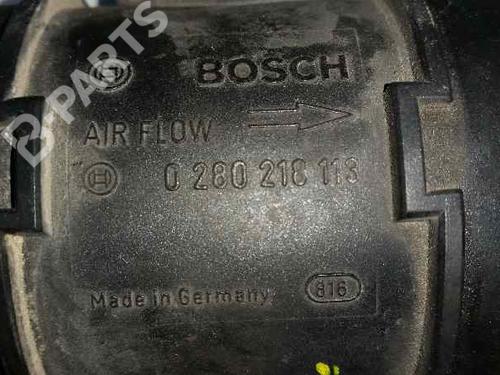 B-PARTS
BOSCH
AIR FLOW
0 280 218 113
Made in Germany
816